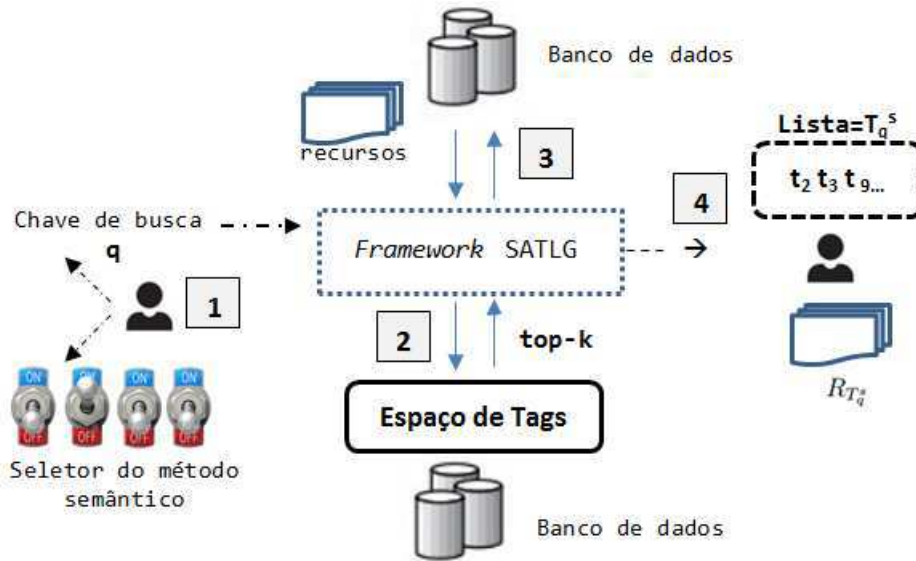 Banco de dados
recursos
3
Lista=T_q^s
t2 t3 t 9...
4
Chave de busca
q
Framework SATLG
1
2
top-k
ON ON ON ON
OFF OFF OFF OFF
Espaço de Tags
R_{T_q^s}
Seletor do método
semântico
Banco de dados